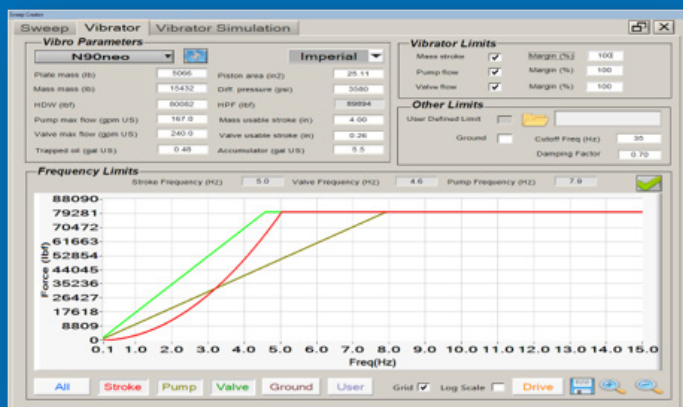 Sweep Creator
Sweep Vibrator Vibrator Simulation
Vibro Parameters
N90neo Imperial
Plate mass (lb) 5066 Piston area (in2) 25.11
Mass mass (lb) 15432 Diff. pressure (psi) 3580
HDW (lbf) 80082 HPF (lbf) 89894
Pump max flow (gpm US) 167.0 Mass usable stroke (in) 4.00
Valve max flow (gpm US) 240.0 Valve usable stroke (in) 0.26
Trapped oil (gal US) 0.48 Accumulator (gal US) 5.5
Vibrator Limits
Mass stroke Margin (%) 100
Pump flow Margin (%) 100
Valve flow Margin (%) 100
Other Limits
User Defined Limit
Ground Cutoff Freq (Hz) 35
Damping Factor 0.70
Frequency Limits
Stroke Frequency (Hz) 5.0 Valve Frequency (Hz) 4.6 Pump Frequency (Hz) 7.9
88090
79281
70472
61663
52854
44045
35236
26427
17618
8809
0
Force (lbf)
0.1 1.0 2.0 3.0 4.0 5.0 6.0 7.0 8.0 9.0 10.0 11.0 12.0 13.0 14.0 15.0
Freq(Hz)
All Stroke Pump Valve Ground User Grid Log Scale Drive